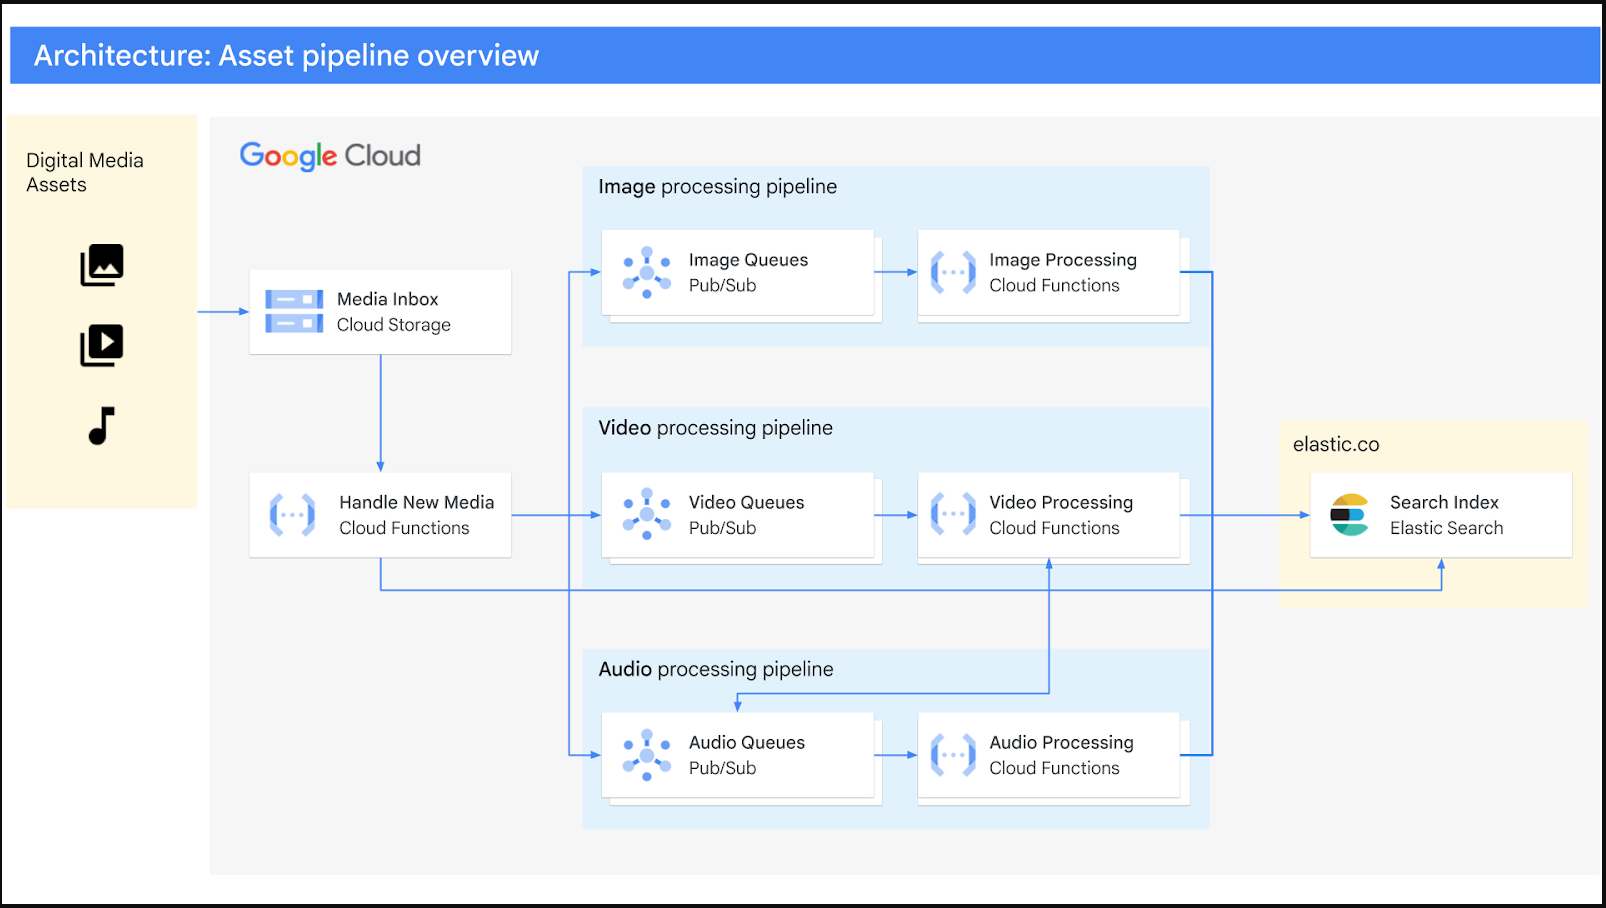 Architecture: Asset pipeline overview
Digital Media
Assets
Google Cloud
Media Inbox
Cloud Storage
Handle New Media
Cloud Functions
Image processing pipeline
Image Queues
Pub/Sub
Image Processing
Cloud Functions
Video processing pipeline
Video Queues
Pub/Sub
Video Processing
Cloud Functions
Audio processing pipeline
Audio Queues
Pub/Sub
Audio Processing
Cloud Functions
elastic.co
Search Index
Elastic Search